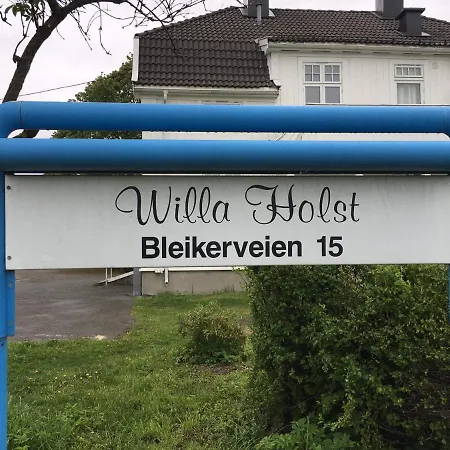 Willa Holst
Bleikerveien 15